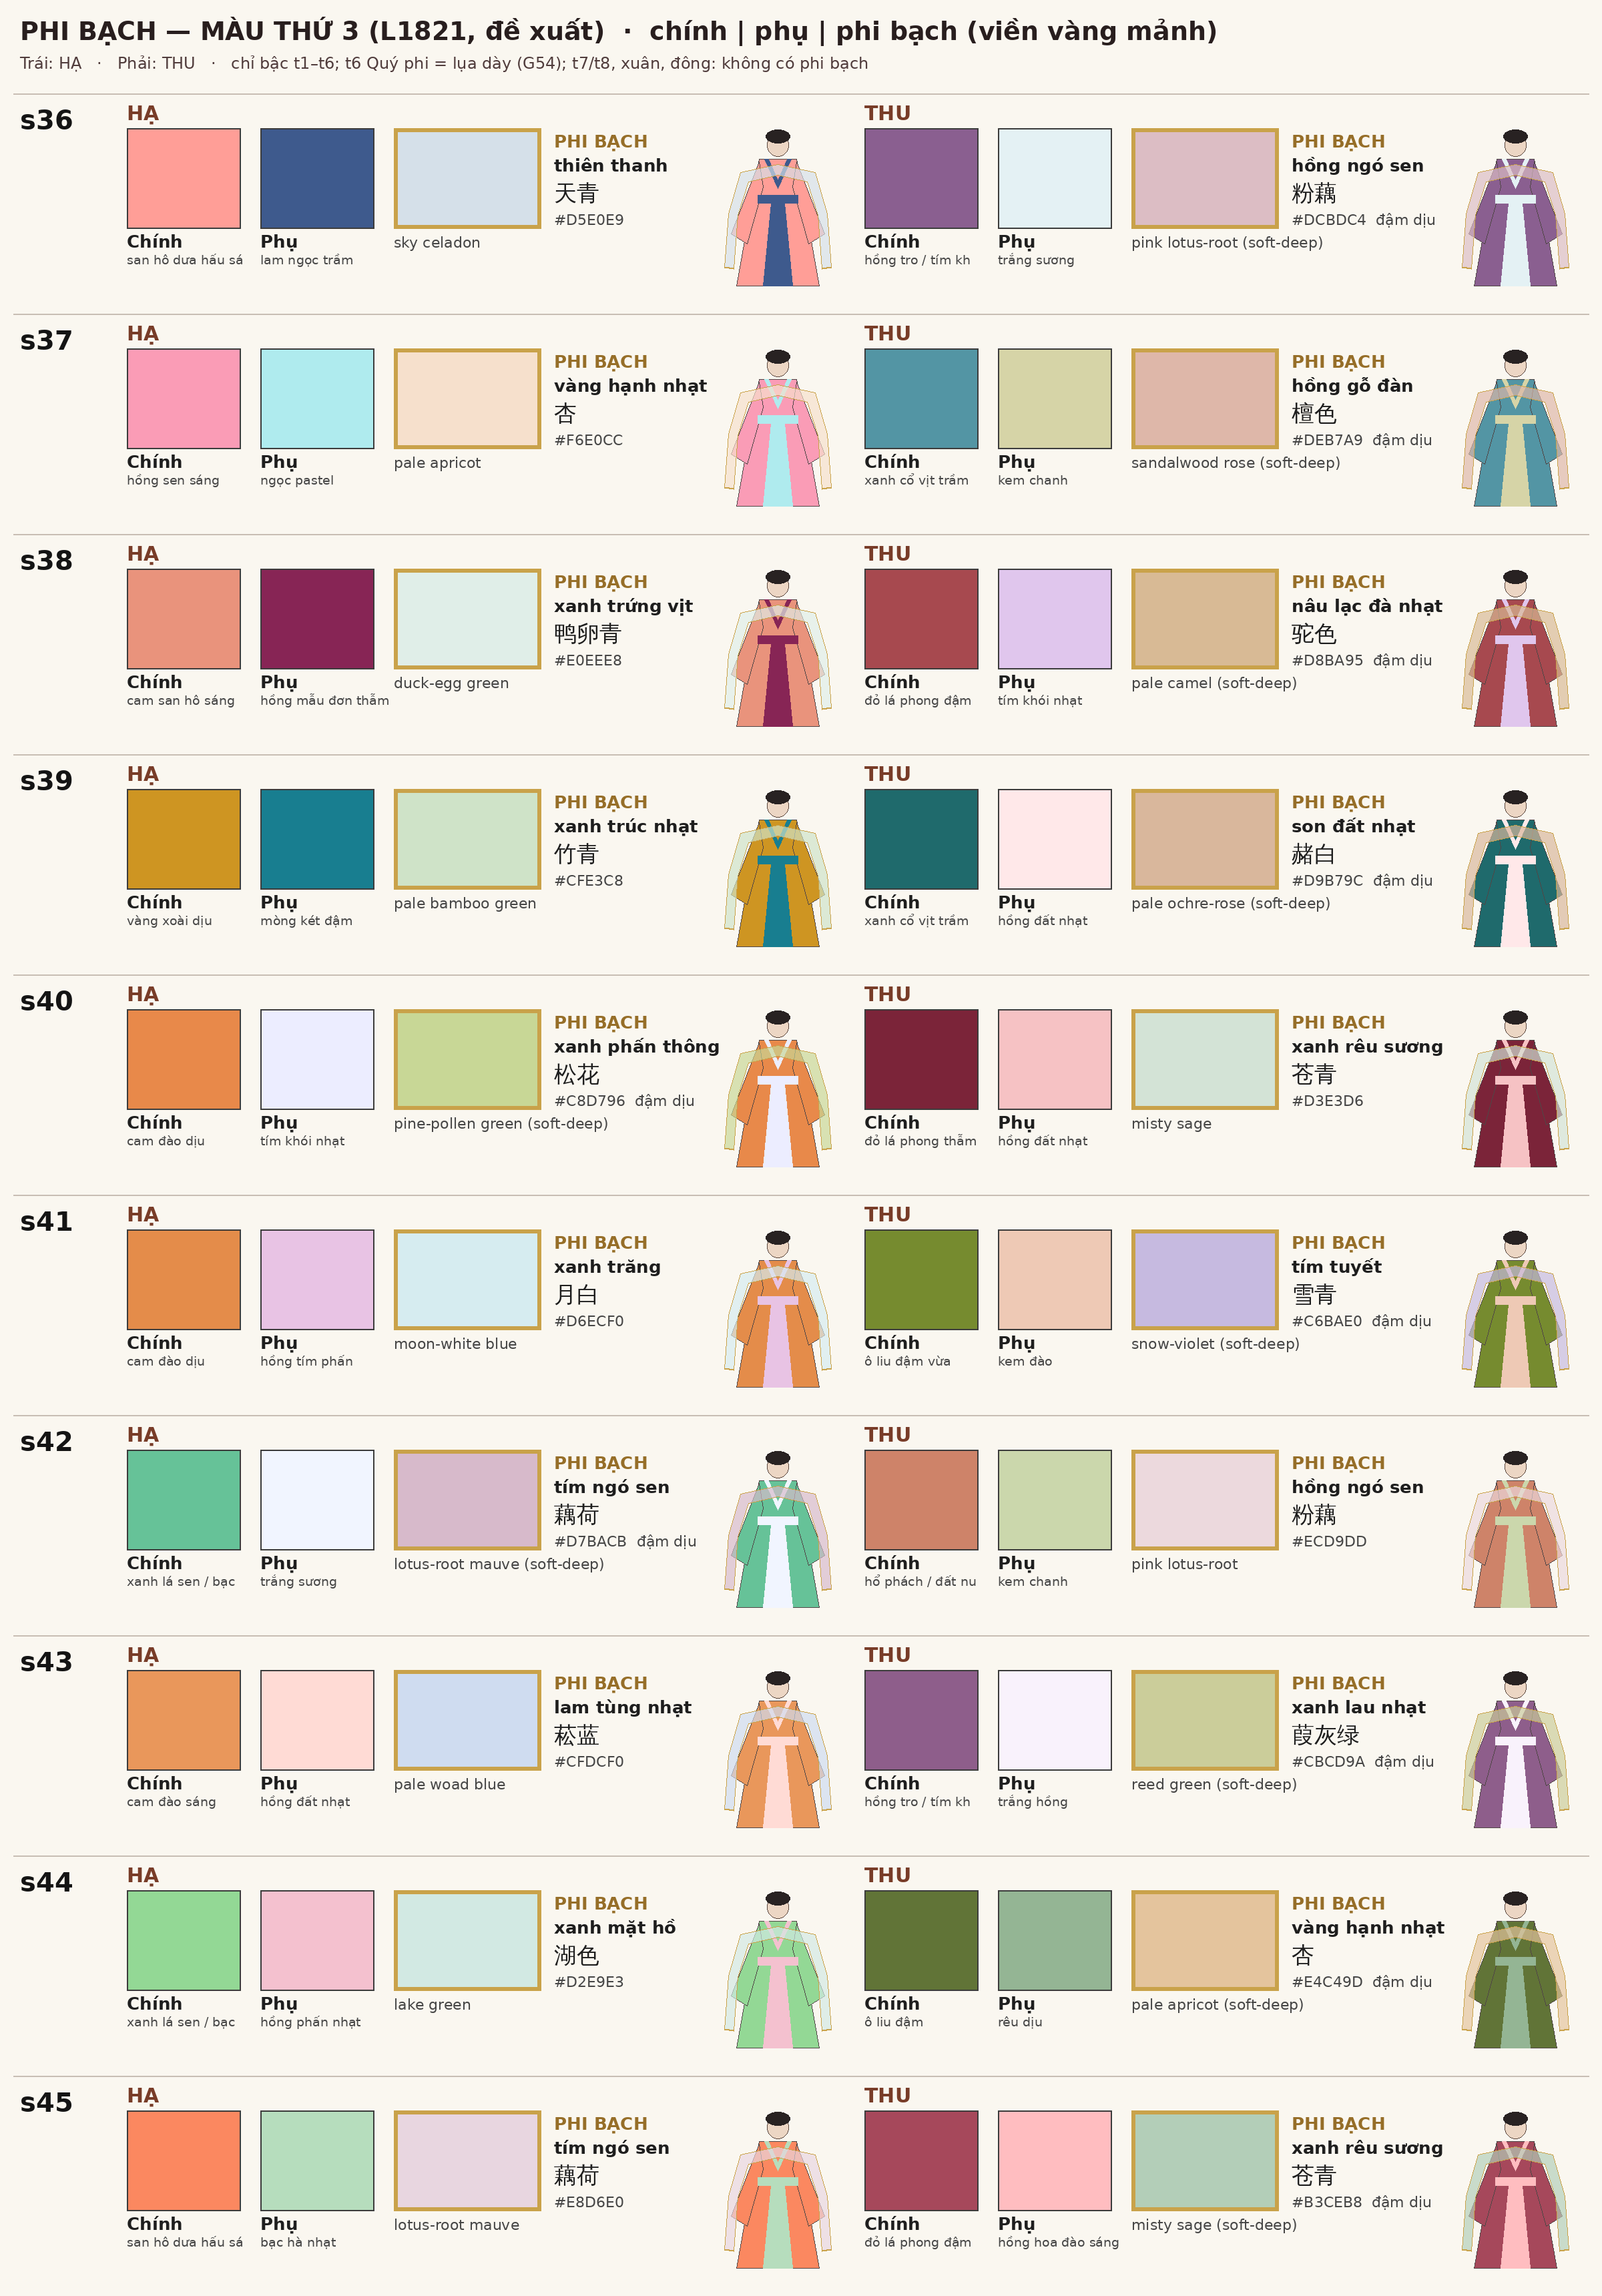 PHI BẠCH — MÀU THỨ 3 (L1821, đề xuất)  ·  chính | phụ | phi bạch (viền vàng mảnh)
Trái: HẠ  ·  Phải: THU  ·  chỉ bậc t1–t6; t6 Quý phi = lụa dày (G54); t7/t8, xuân, đông: không có phi bạch
s36
HẠ
PHI BẠCH
thiên thanh
天青
#D5E0E9
Chính
san hô dưa hấu sá
Phụ
lam ngọc trầm
sky celadon
THU
PHI BẠCH
hồng ngó sen
粉藕
#DCBDC4  đậm dịu
Chính
hồng tro / tím kh
Phụ
trắng sương
pink lotus-root (soft-deep)
s37
HẠ
PHI BẠCH
vàng hạnh nhạt
杏
#F6E0CC
Chính
hồng sen sáng
Phụ
ngọc pastel
pale apricot
THU
PHI BẠCH
hồng gỗ đàn
檀色
#DEB7A9  đậm dịu
Chính
xanh cổ vịt trầm
Phụ
kem chanh
sandalwood rose (soft-deep)
s38
HẠ
PHI BẠCH
xanh trứng vịt
鸭卵青
#E0EEE8
Chính
cam san hô sáng
Phụ
hồng mẫu đơn thẫm
duck-egg green
THU
PHI BẠCH
nâu lạc đà nhạt
驼色
#D8BA95  đậm dịu
Chính
đỏ lá phong đậm
Phụ
tím khói nhạt
pale camel (soft-deep)
s39
HẠ
PHI BẠCH
xanh trúc nhạt
竹青
#CFE3C8
Chính
vàng xoài dịu
Phụ
mòng két đậm
pale bamboo green
THU
PHI BẠCH
son đất nhạt
赭白
#D9B79C  đậm dịu
Chính
xanh cổ vịt trầm
Phụ
hồng đất nhạt
pale ochre-rose (soft-deep)
s40
HẠ
PHI BẠCH
xanh phấn thông
松花
#C8D796  đậm dịu
Chính
cam đào dịu
Phụ
tím khói nhạt
pine-pollen green (soft-deep)
THU
PHI BẠCH
xanh rêu sương
苍青
#D3E3D6
Chính
đỏ lá phong thẫm
Phụ
hồng đất nhạt
misty sage
s41
HẠ
PHI BẠCH
xanh trăng
月白
#D6ECF0
Chính
cam đào dịu
Phụ
hồng tím phấn
moon-white blue
THU
PHI BẠCH
tím tuyết
雪青
#C6BAE0  đậm dịu
Chính
ô liu đậm vừa
Phụ
kem đào
snow-violet (soft-deep)
s42
HẠ
PHI BẠCH
tím ngó sen
藕荷
#D7BACB  đậm dịu
Chính
xanh lá sen / bạc
Phụ
trắng sương
lotus-root mauve (soft-deep)
THU
PHI BẠCH
hồng ngó sen
粉藕
#ECD9DD
Chính
hổ phách / đất nu
Phụ
kem chanh
pink lotus-root
s43
HẠ
PHI BẠCH
lam tùng nhạt
菘蓝
#CFDCF0
Chính
cam đào sáng
Phụ
hồng đất nhạt
pale woad blue
THU
PHI BẠCH
xanh lau nhạt
葭灰绿
#CBCD9A  đậm dịu
Chính
hồng tro / tím kh
Phụ
trắng hồng
reed green (soft-deep)
s44
HẠ
PHI BẠCH
xanh mặt hồ
湖色
#D2E9E3
Chính
xanh lá sen / bạc
Phụ
hồng phấn nhạt
lake green
THU
PHI BẠCH
vàng hạnh nhạt
杏
#E4C49D  đậm dịu
Chính
ô liu đậm
Phụ
rêu dịu
pale apricot (soft-deep)
s45
HẠ
PHI BẠCH
tím ngó sen
藕荷
#E8D6E0
Chính
san hô dưa hấu sá
Phụ
bạc hà nhạt
lotus-root mauve
THU
PHI BẠCH
xanh rêu sương
苍青
#B3CEB8  đậm dịu
Chính
đỏ lá phong đậm
Phụ
hồng hoa đào sáng
misty sage (soft-deep)